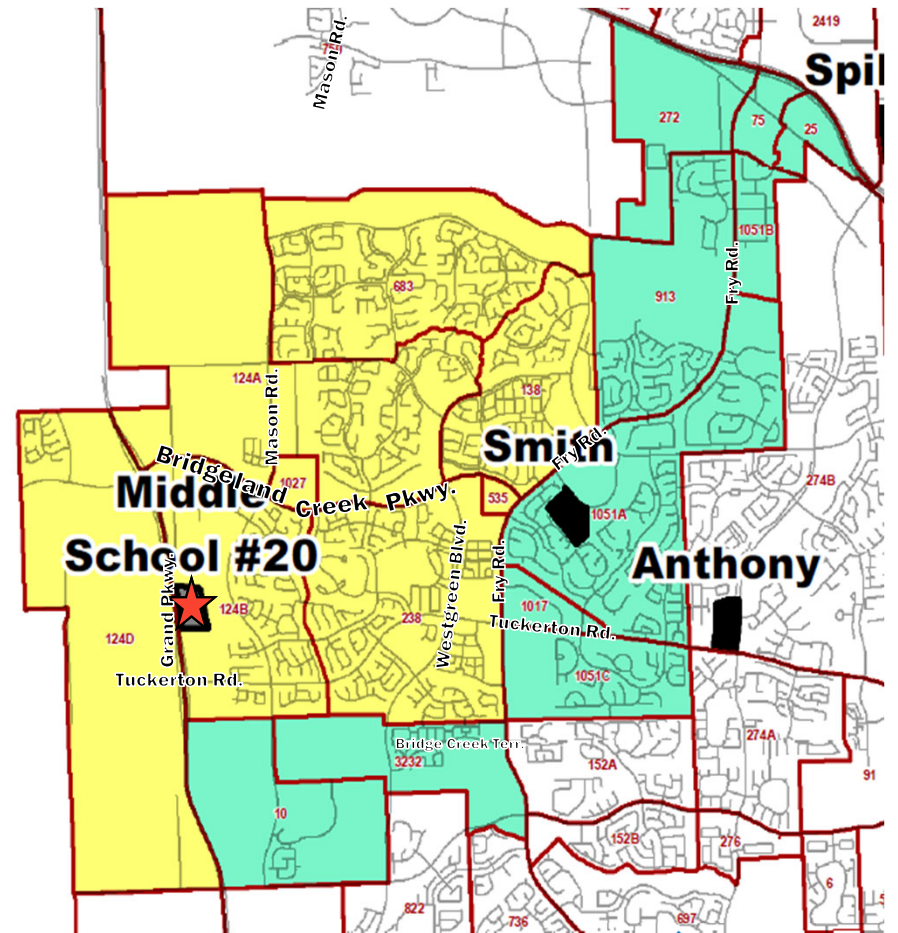 Mason Rd.
2419
Spil
272
75
25
1051B
Fry Rd.
683
913
124A
Mason Rd.
138
Smith
Fry Rd.
Bridgeland Creek Pkwy.
1027
535
274B
Middle
School #20
1051A
Anthony
Grand Pkwy.
Westgreen Blvd.
Fry Rd.
124B
1017
238
Tuckerton Rd.
124D
Tuckerton Rd.
1051C
274A
Bridge Creek Terr.
3232
152A
91
10
152B
276
6
822
736
697